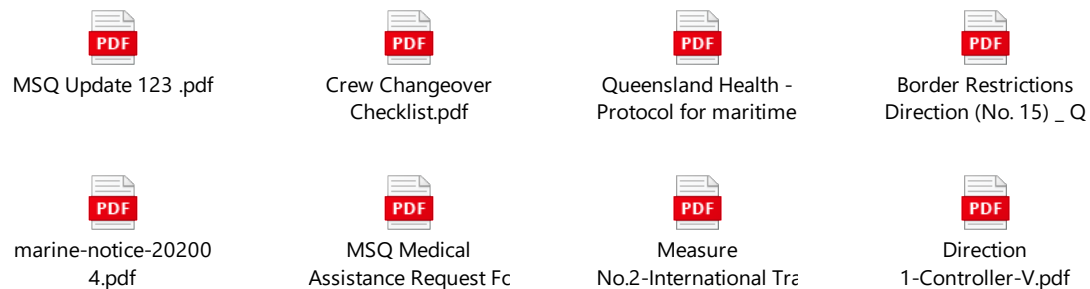 PDF PDF PDF PDF
MSQ Update 123 .pdf Crew Changeover Queensland Health - Border Restrictions
Checklist.pdf Protocol for maritime Direction (No. 15) _ Q
PDF PDF PDF PDF
marine-notice-20200 MSQ Medical Measure Direction
4.pdf Assistance Request Fo No.2-International Tra 1-Controller-V.pdf